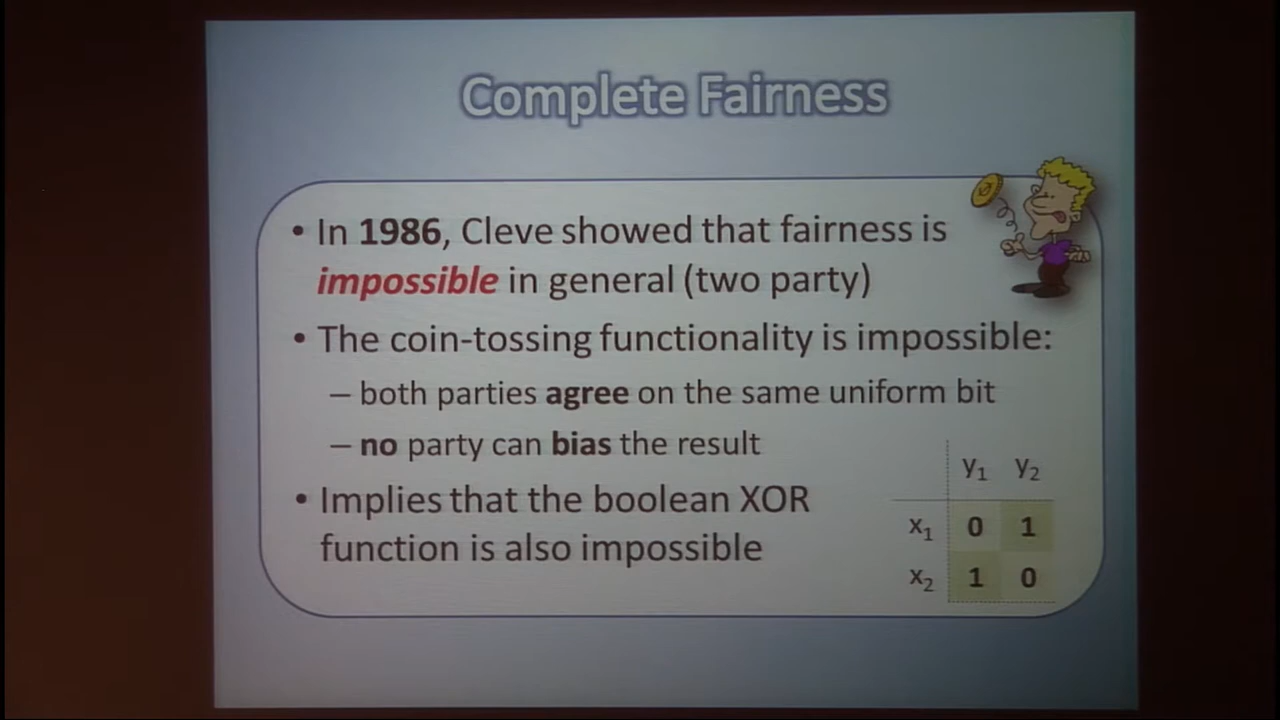 Complete Fairness
• In 1986, Cleve showed that fairness is
impossible in general (two party)
• The coin-tossing functionality is impossible:
– both parties agree on the same uniform bit
– no party can bias the result
• Implies that the boolean XOR
function is also impossible
y₁ y₂
x₁ 0 1
x₂ 1 0